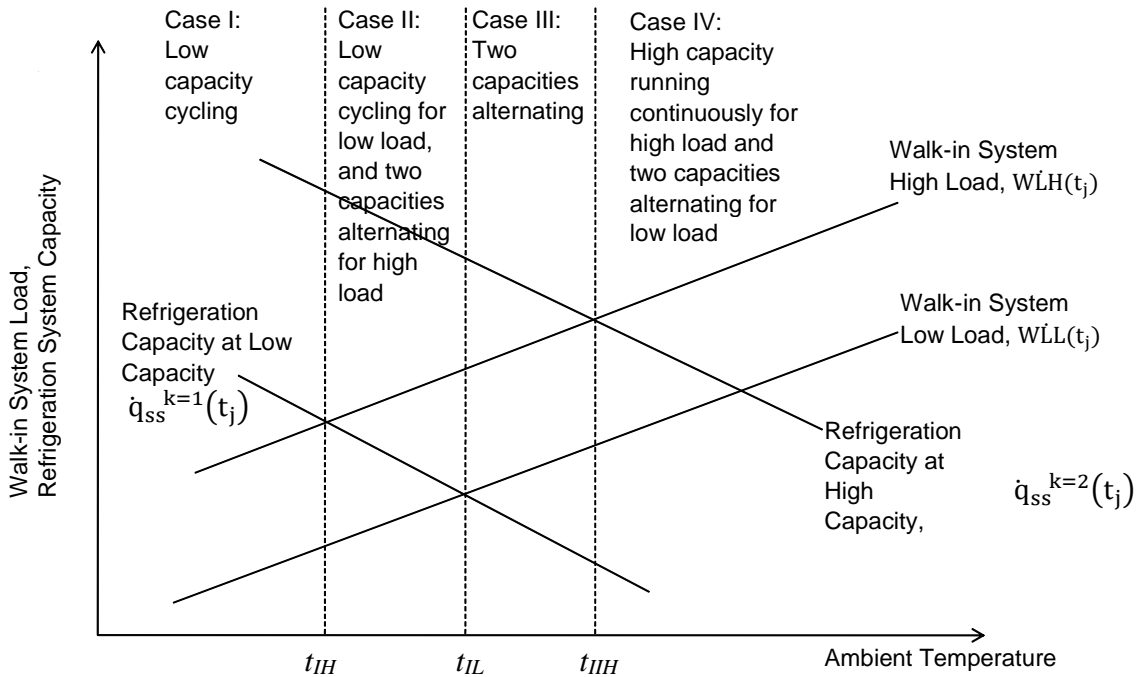 Case I:
Low
capacity
cycling
Case II:
Low
capacity
cycling for
low load,
and two
capacities
alternating
for high
load
Case III:
Two
capacities
alternating
Case IV:
High capacity
running
continuously for
high load and
two capacities
alternating for
low load
Walk-in System
High Load, ẆLH(tⱼ)
Walk-in System
Low Load, ẆLL(tⱼ)
Walk-in System Load,
Refrigeration System Capacity
Refrigeration
Capacity at Low
Capacity
q̇ss^k=1(tⱼ)
Refrigeration
Capacity at
High
Capacity,
q̇ss^k=2(tⱼ)
tIH
tIL
tIIH
Ambient Temperature